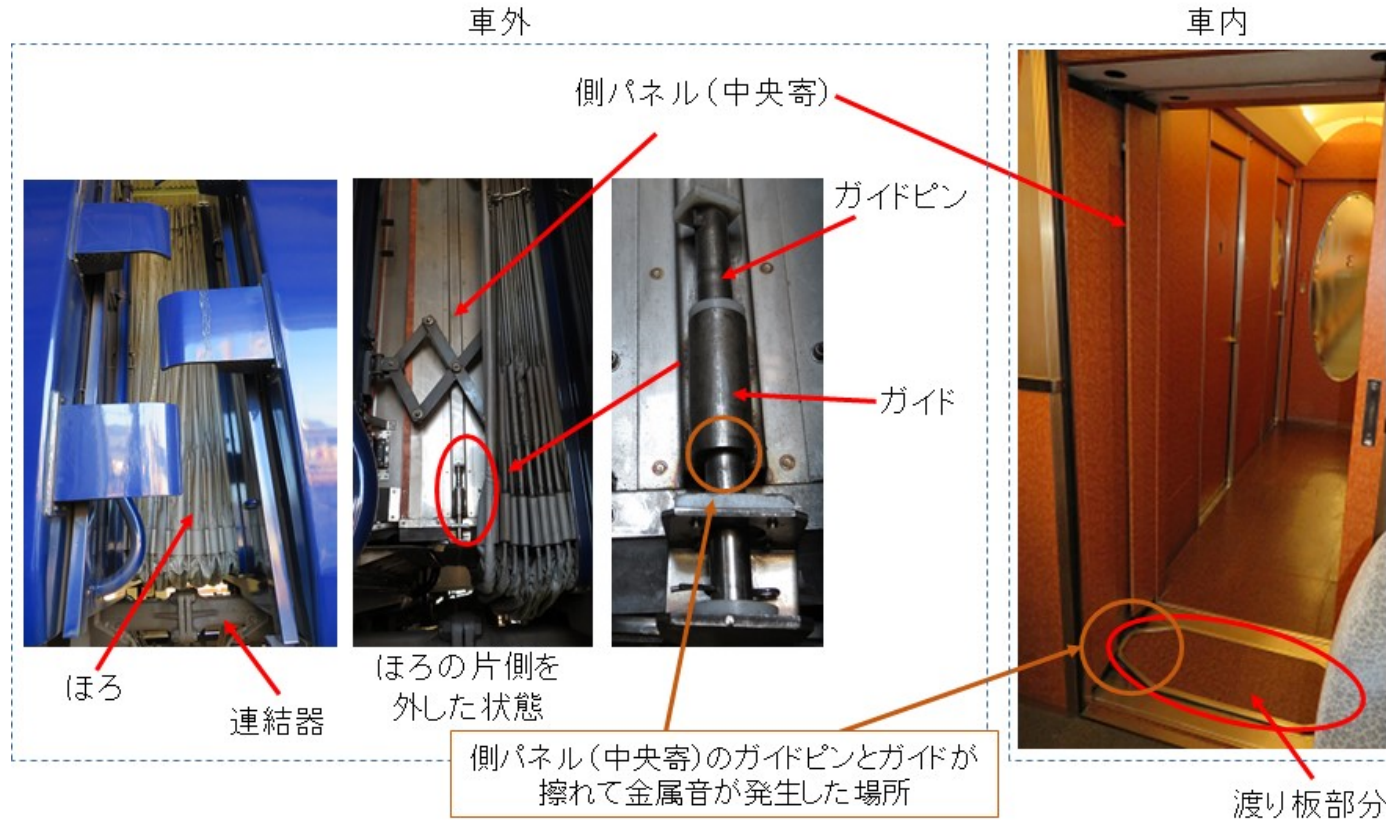 車外
車内
側パネル(中央寄)
ガイドピン
ガイド
ほろ
連結器
ほろの片側を
外した状態
側パネル(中央寄)のガイドピンとガイドが
擦れて金属音が発生した場所
渡り板部分